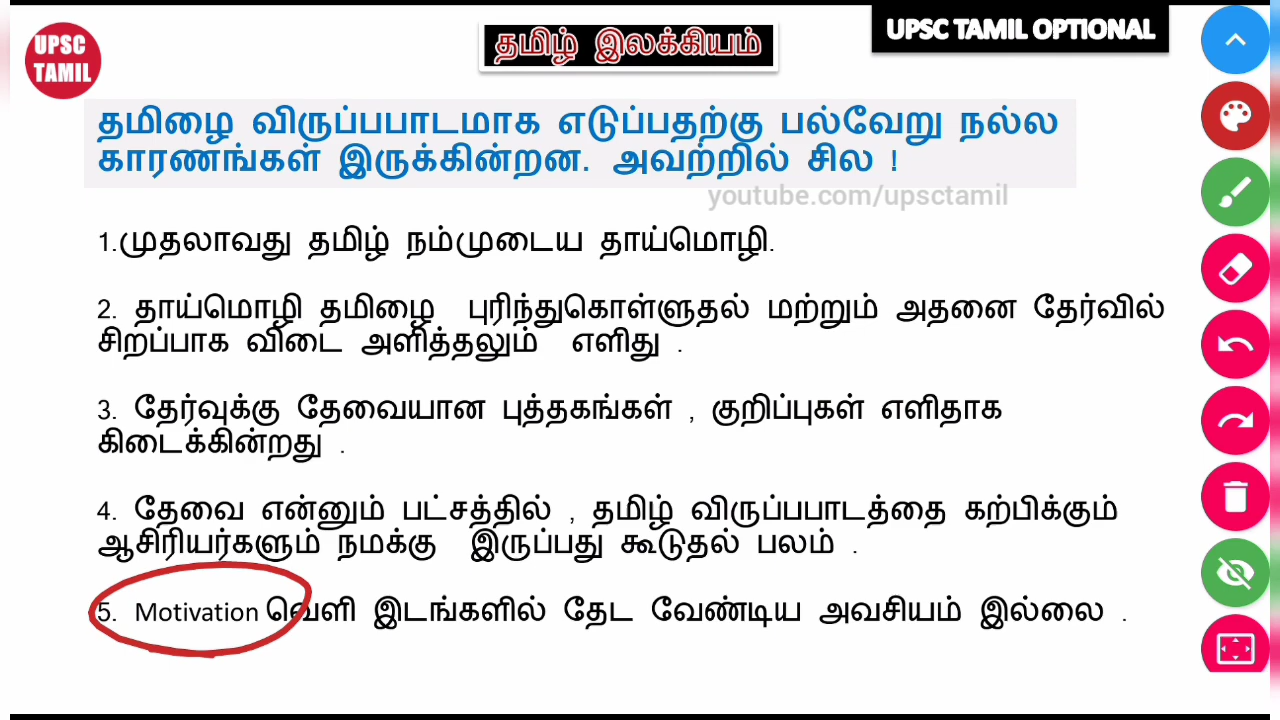 UPSC TAMIL OPTIONAL
UPSC
TAMIL
தமிழ் இலக்கியம்
தமிழை விருப்பபாடமாக எடுப்பதற்கு பல்வேறு நல்ல
காரணங்கள் இருக்கின்றன. அவற்றில் சில !
youtube.com/upsctamil
1.முதலாவது தமிழ் நம்முடைய தாய்மொழி.
2. தாய்மொழி தமிழை புரிந்துகொள்ளுதல் மற்றும் அதனை தேர்வில்
சிறப்பாக விடை அளித்தலும் எளிது .
3. தேர்வுக்கு தேவையான புத்தகங்கள் , குறிப்புகள் எளிதாக
கிடைக்கின்றது .
4. தேவை என்னும் பட்சத்தில் , தமிழ் விருப்பபாடத்தை கற்பிக்கும்
ஆசிரியர்களும் நமக்கு இருப்பது கூடுதல் பலம் .
5. Motivation வெளி இடங்களில் தேட வேண்டிய அவசியம் இல்லை .